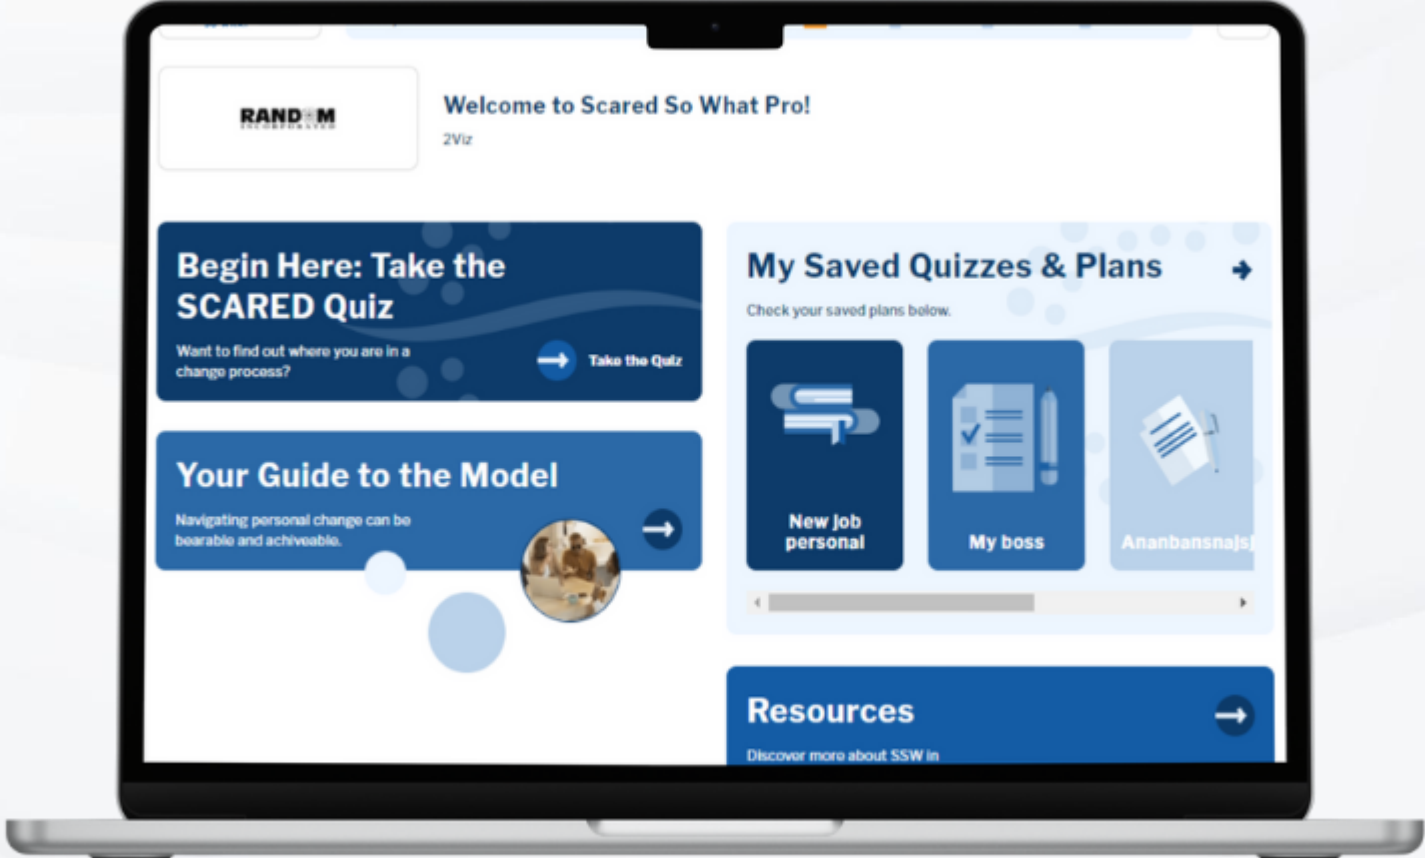 RANDOM
INCORPORATED
Welcome to Scared So What Pro!
2Viz
Begin Here: Take the
SCARED Quiz
Want to find out where you are in a
change process?
Take the Quiz
Your Guide to the Model
Navigating personal change can be
bearable and achiveable.
My Saved Quizzes & Plans
Check your saved plans below.
New job
personal
My boss
Ananbansnajsj
Resources
Discover more about SSW in